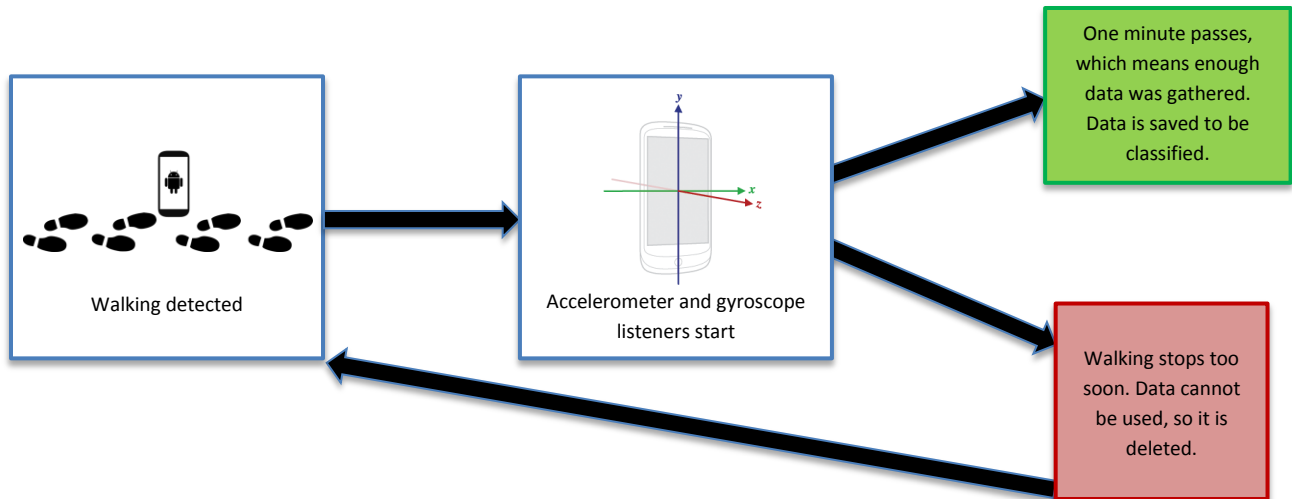 Walking detected
y
x
z
Accelerometer and gyroscope
listeners start
One minute passes,
which means enough
data was gathered.
Data is saved to be
classified.
Walking stops too
soon. Data cannot
be used, so it is
deleted.